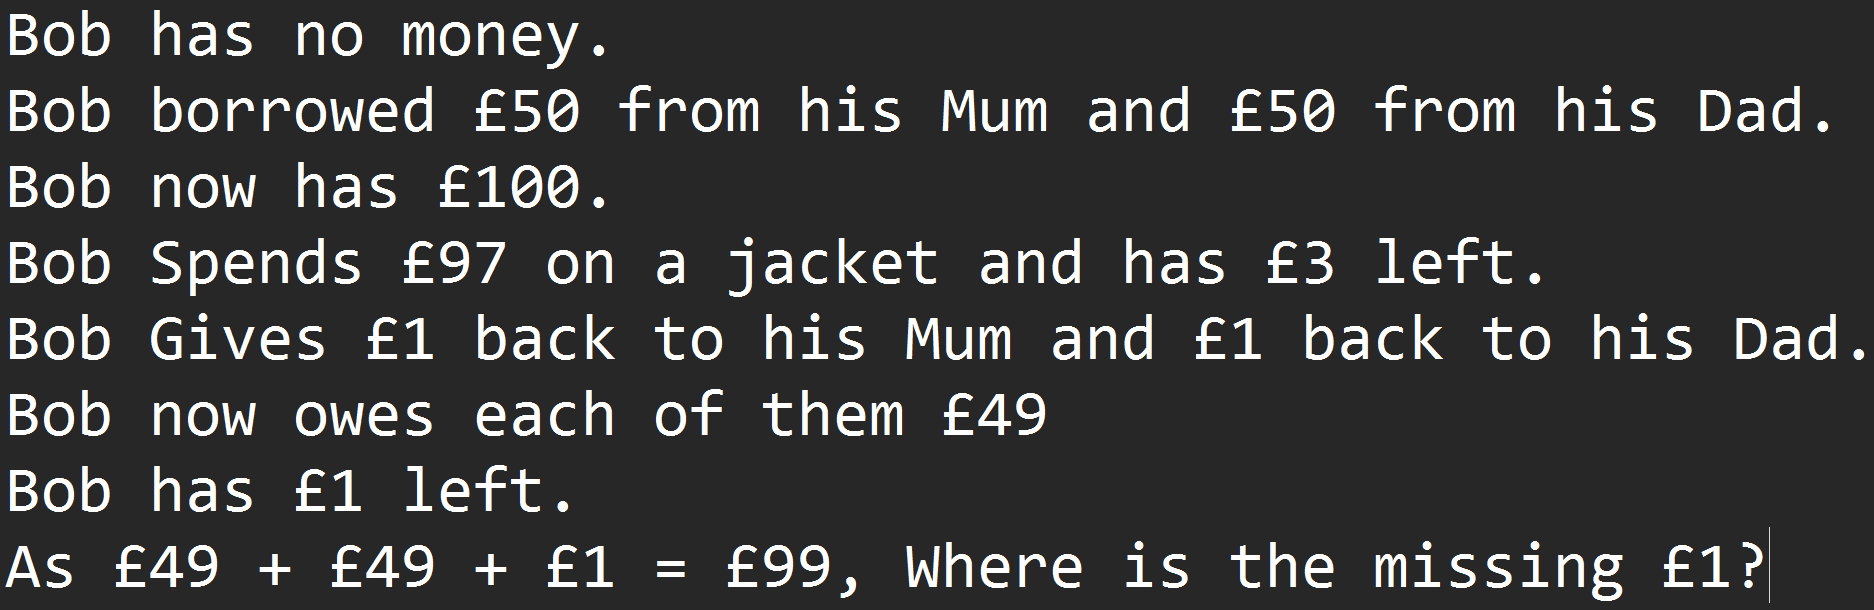 Bob has no money.
Bob borrowed £50 from his Mum and £50 from his Dad.
Bob now has £100.
Bob Spends £97 on a jacket and has £3 left.
Bob Gives £1 back to his Mum and £1 back to his Dad.
Bob now owes each of them £49
Bob has £1 left.
As £49 + £49 + £1 = £99, Where is the missing £1?